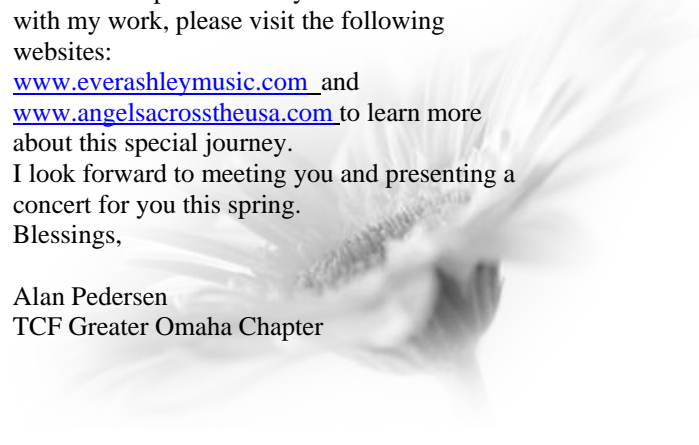 with my work, please visit the following
websites:
www.everashleymusic.com and
www.angelsacrosstheusa.com to learn more
about this special journey.
I look forward to meeting you and presenting a
concert for you this spring.
Blessings,
Alan Pedersen
TCF Greater Omaha Chapter